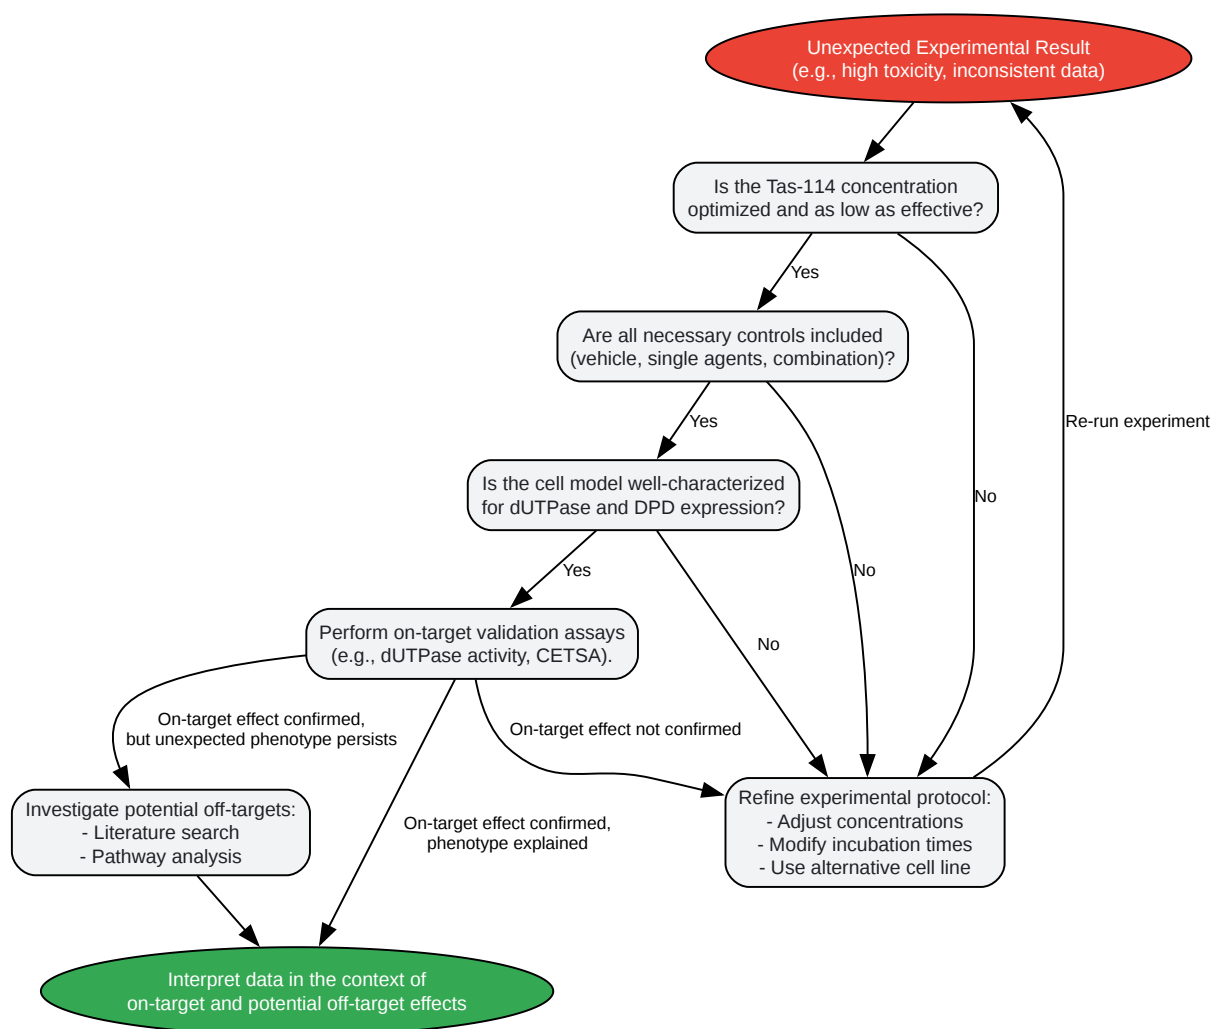 Unexpected Experimental Result
(e.g., high toxicity, inconsistent data)
Is the Tas-114 concentration
optimized and as low as effective?
Yes
Are all necessary controls included
(vehicle, single agents, combination)?
Yes
Re-run experiment
Is the cell model well-characterized
for dUTPase and DPD expression?
No
Yes
No
Perform on-target validation assays
(e.g., dUTPase activity, CETSA).
No
On-target effect confirmed,
but unexpected phenotype persists
On-target effect not confirmed
Investigate potential off-targets:
- Literature search
- Pathway analysis
On-target effect confirmed,
phenotype explained
Refine experimental protocol:
- Adjust concentrations
- Modify incubation times
- Use alternative cell line
Interpret data in the context of
on-target and potential off-target effects